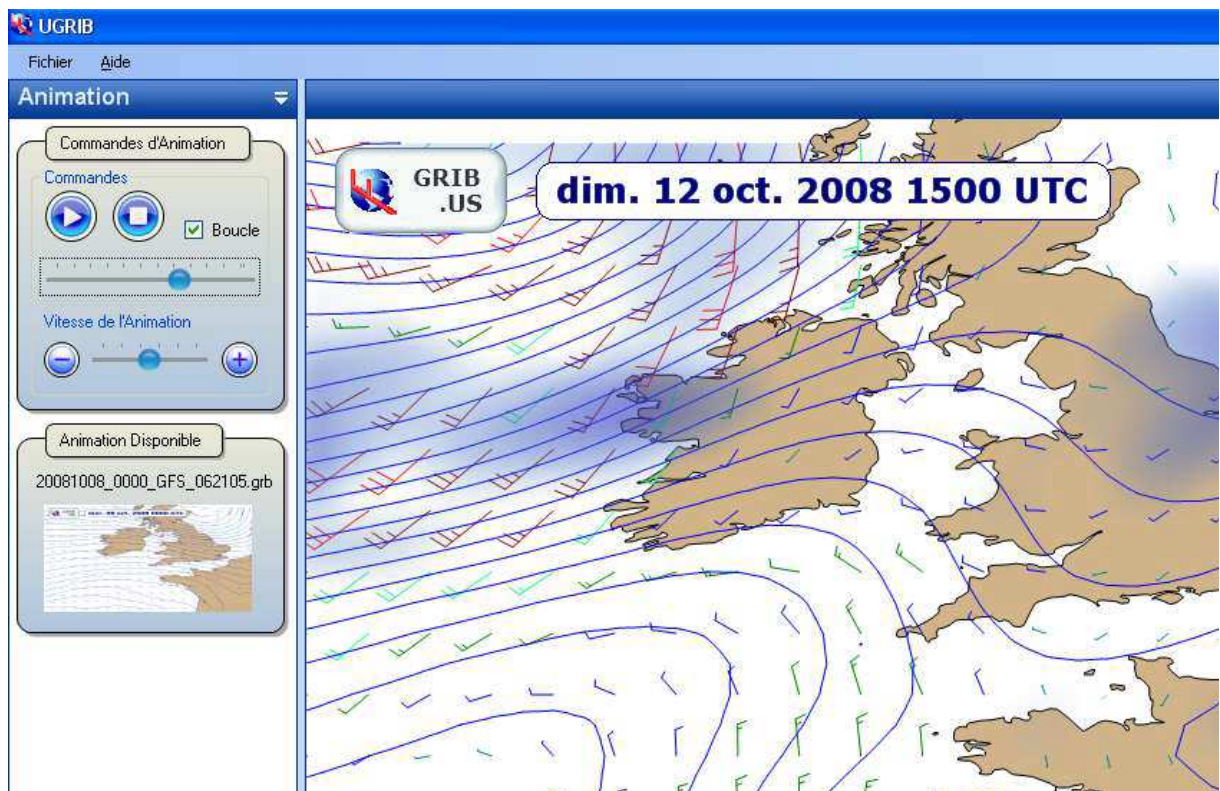 UGRIB
Fichier Aide
Animation
Commandes d'Animation
Commandes
Boucle
Vitesse de l'Animation
Animation Disponible
20081008_0000_GFS_062105.grb
GRIB
.US
dim. 12 oct. 2008 1500 UTC